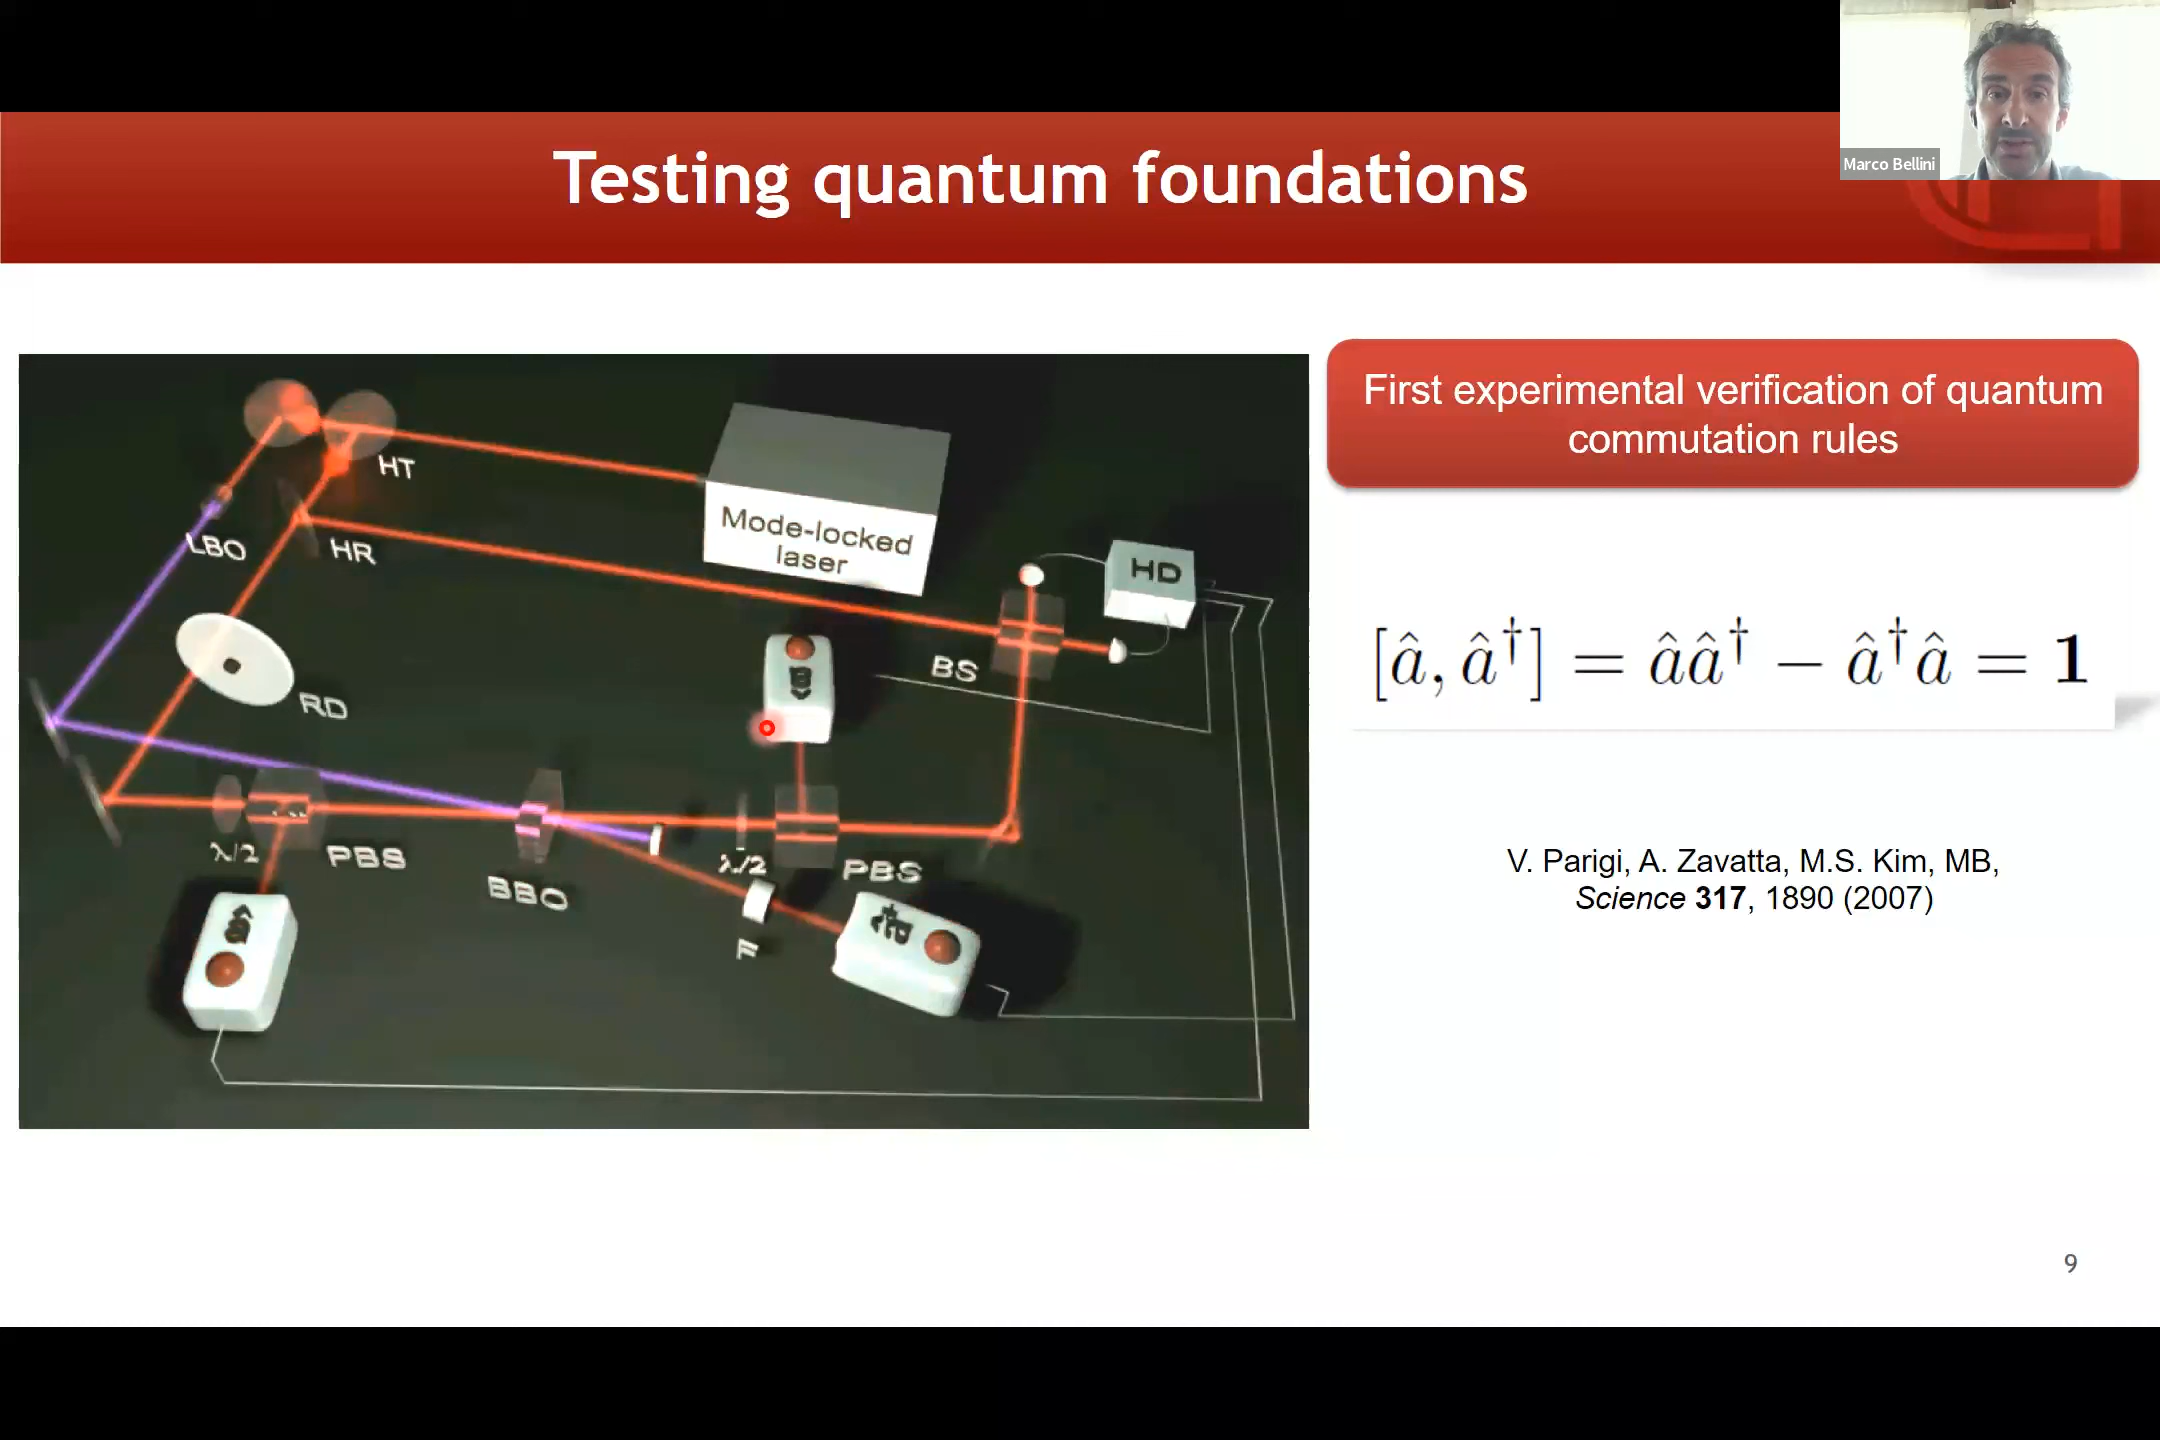 Marco Bellini
Testing quantum foundations
First experimental verification of quantum
commutation rules
HT
Mode-locked
laser
LBO
HR
HD
BS
RD
λ/2
PBS
BBO
λ/2
PBS
F
â
â
â†
[â, â†] = ââ† − â†â = 1
V. Parigi, A. Zavatta, M.S. Kim, MB,
Science 317, 1890 (2007)
9